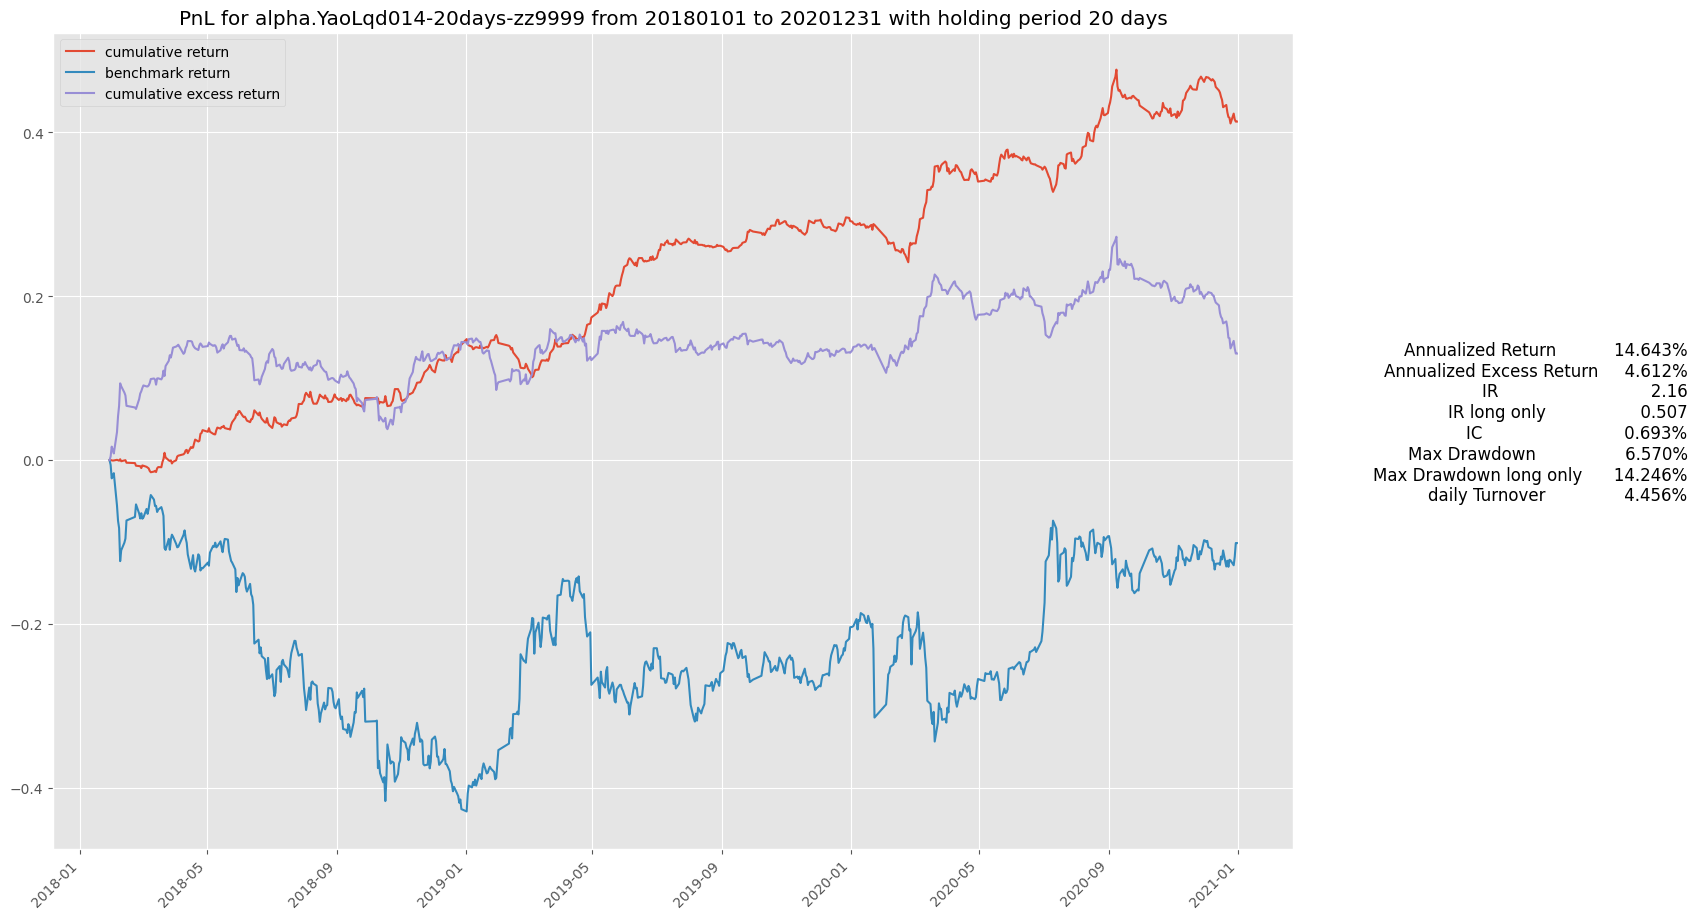 PnL for alpha.YaoLqd014-20days-zz9999 from 20180101 to 20201231 with holding period 20 days
cumulative return
benchmark return
cumulative excess return
0.4
0.2
0.0
−0.2
−0.4
2018-01
2018-05
2018-09
2019-01
2019-05
2019-09
2020-01
2020-05
2020-09
2021-01
Annualized Return 14.643%
Annualized Excess Return 4.612%
IR 2.16
IR long only 0.507
IC 0.693%
Max Drawdown 6.570%
Max Drawdown long only 14.246%
daily Turnover 4.456%